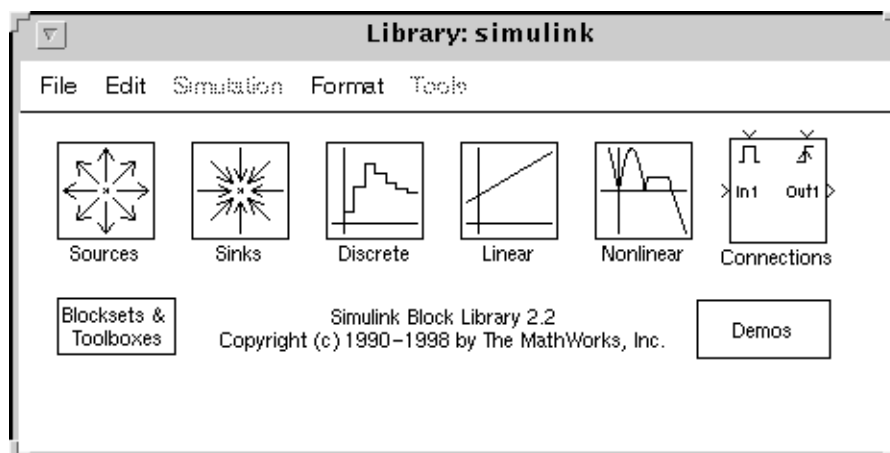 Library: simulink
File Edit Simulation Format Tools
In1 Out1
Sources Sinks Discrete Linear Nonlinear Connections
Blocksets &
Toolboxes
Simulink Block Library 2.2
Copyright (c) 1990-1998 by The MathWorks, Inc.
Demos